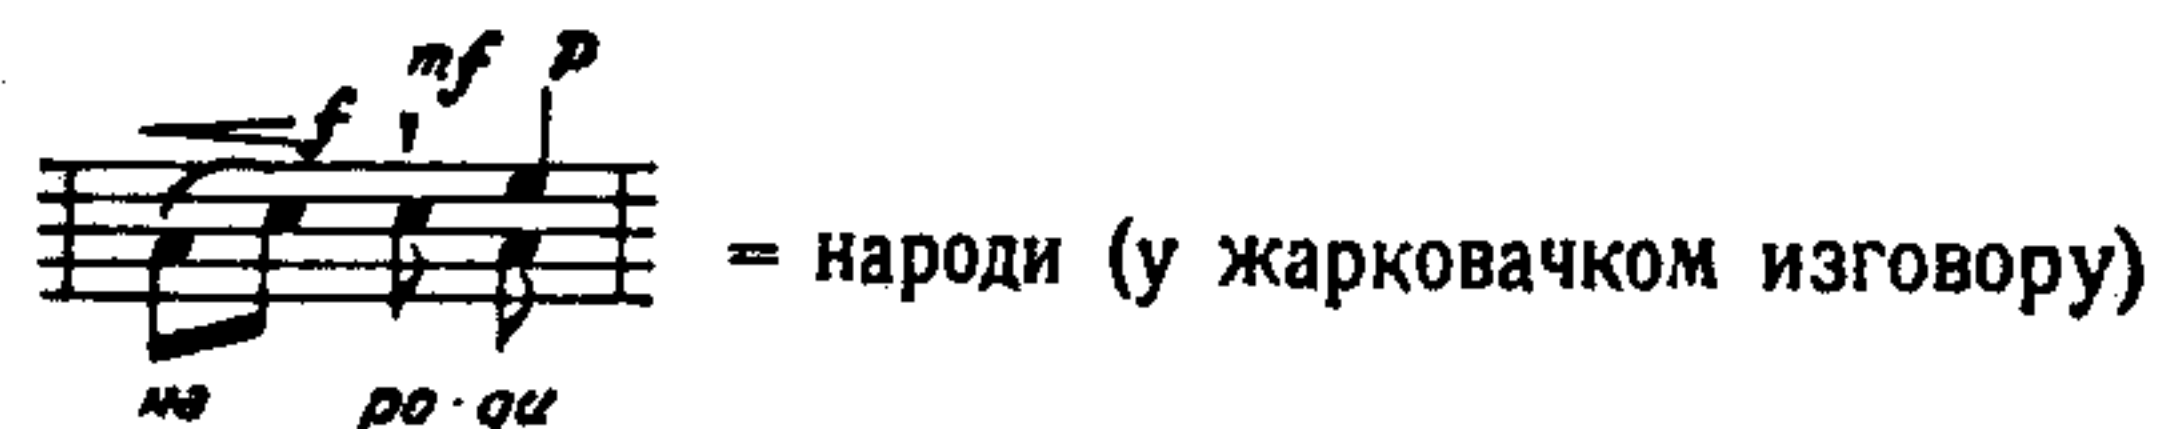 mf p
f
= народи (у жарковачком изговору)
на ро-ди